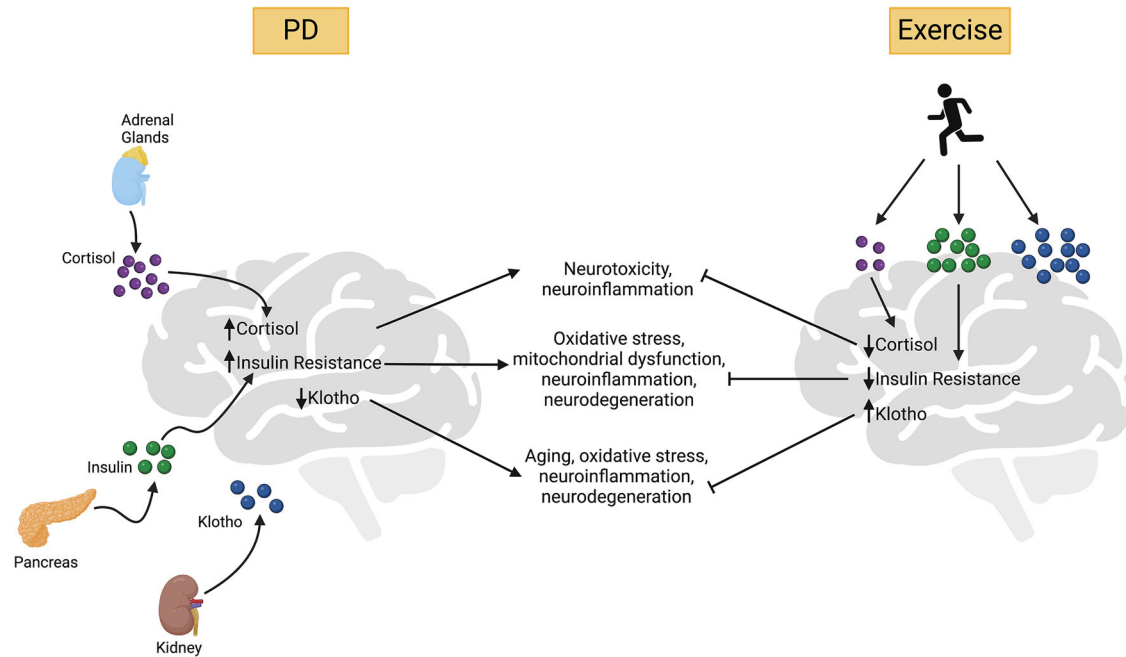 PD
Exercise
Adrenal
Glands
Cortisol
Cortisol
Insulin Resistance
Klotho
Insulin
Pancreas
Klotho
Kidney
Neurotoxicity,
neuroinflammation
Oxidative stress,
mitochondrial dysfunction,
neuroinflammation,
neurodegeneration
Aging, oxidative stress,
neuroinflammation,
neurodegeneration
Cortisol
Insulin Resistance
Klotho